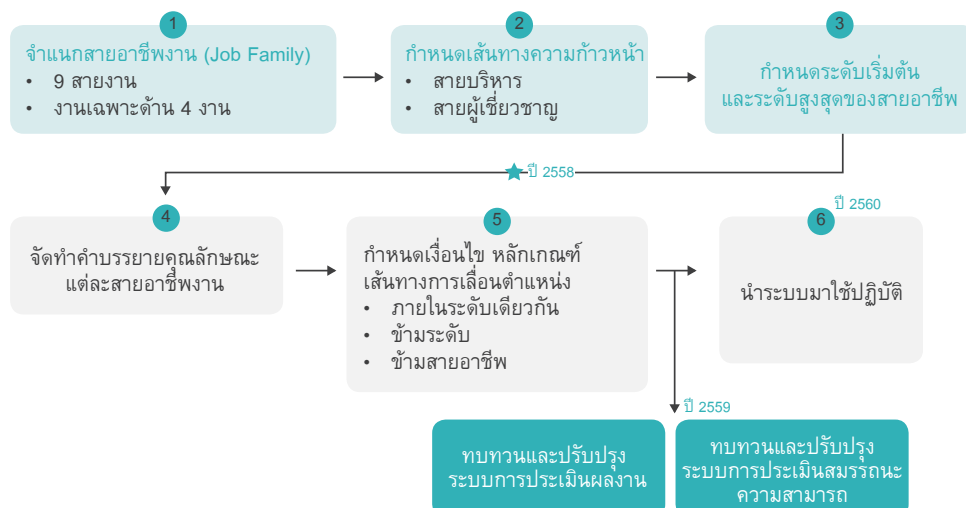 1
จำแนกสายอาชีพงาน (Job Family)
• 9 สายงาน
• งานเฉพาะด้าน 4 งาน
2
กำหนดเส้นทางความก้าวหน้า
• สายบริหาร
• สายผู้เชี่ยวชาญ
3
กำหนดระดับเริ่มต้น
และระดับสูงสุดของสายอาชีพ
ปี 2558
4
จัดทำคำบรรยายคุณลักษณะ
แต่ละสายอาชีพงาน
5
กำหนดเงื่อนไข หลักเกณฑ์
เส้นทางการเลื่อนตำแหน่ง
• ภายในระดับเดียวกัน
• ข้ามระดับ
• ข้ามสายอาชีพ
ปี 2560
6
นำระบบมาใช้ปฏิบัติ
ปี 2559
ทบทวนและปรับปรุง
ระบบการประเมินผลงาน
ทบทวนและปรับปรุง
ระบบการประเมินสมรรถนะ
ความสามารถ